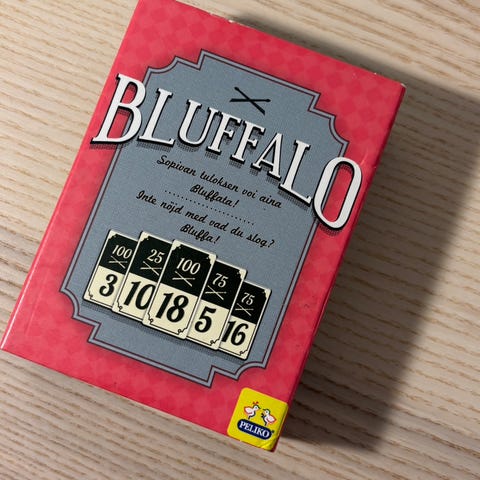 BLUFFALO
Sopivan tuloksen voi aina
Bluffata!
Inte nöjd med vad du slog?
Bluffa!
100 25 100 75 75
3 10 18 5 16
PELIKO